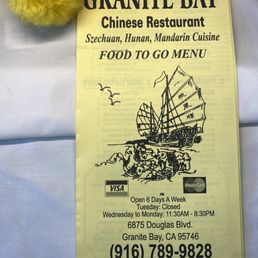 GRANITE BAY
Chinese Restaurant
Szechuan, Hunan, Mandarin Cuisine
FOOD TO GO MENU
VISA
MasterCard
Open 6 Days A Week
Tuesday: Closed
Wednesday to Monday: 11:30AM - 8:30PM
6875 Douglas Blvd.
Granite Bay, CA 95746
(916) 789-9828